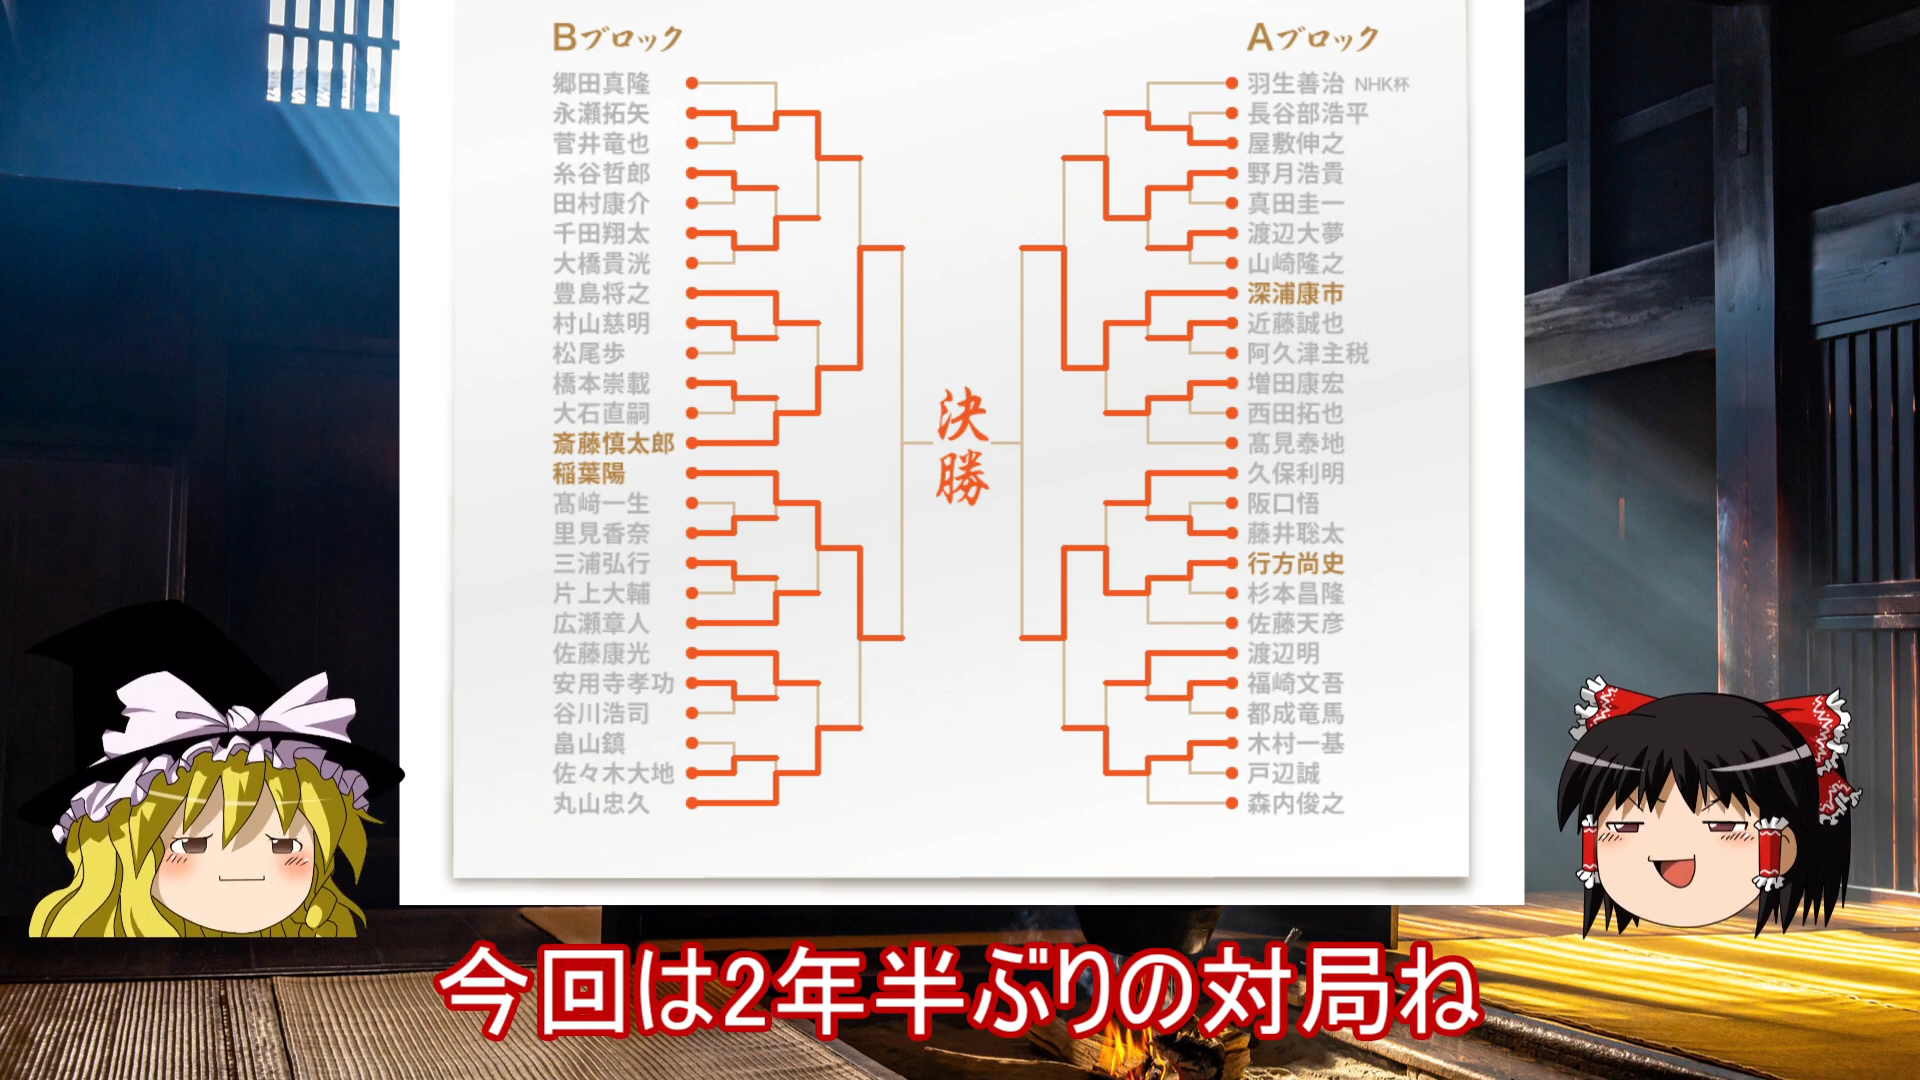 Bブロック
郷田真隆
永瀬拓矢
菅井竜也
糸谷哲郎
田村康介
千田翔太
大橋貴洸
豊島将之
村山慈明
松尾歩
橋本崇載
大石直嗣
斎藤慎太郎
稲葉陽
髙﨑一生
里見香奈
三浦弘行
片上大輔
広瀬章人
佐藤康光
安用寺孝功
谷川浩司
畠山鎮
佐々木大地
丸山忠久
決勝
Aブロック
羽生善治 NHK杯
長谷部浩平
屋敷伸之
野月浩貴
真田圭一
渡辺大夢
山崎隆之
深浦康市
近藤誠也
阿久津主税
増田康宏
西田拓也
髙見泰地
久保利明
阪口悟
藤井聡太
行方尚史
杉本昌隆
佐藤天彦
渡辺明
福崎文吾
都成竜馬
木村一基
戸辺誠
森内俊之
今回は2年半ぶりの対局ね